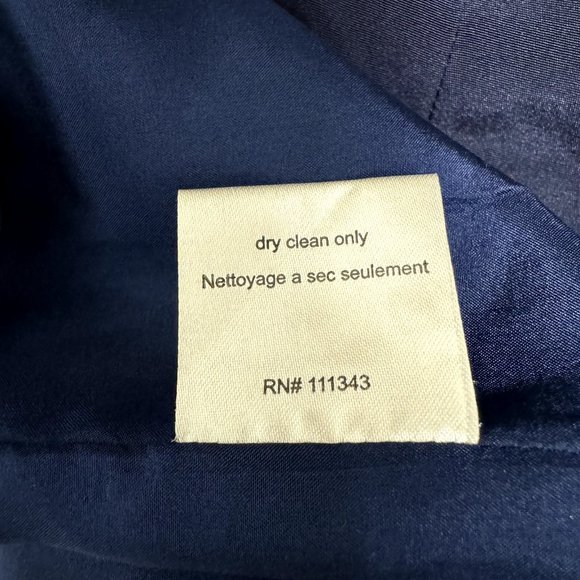 dry clean only
Nettoyage a sec seulement
RN# 111343